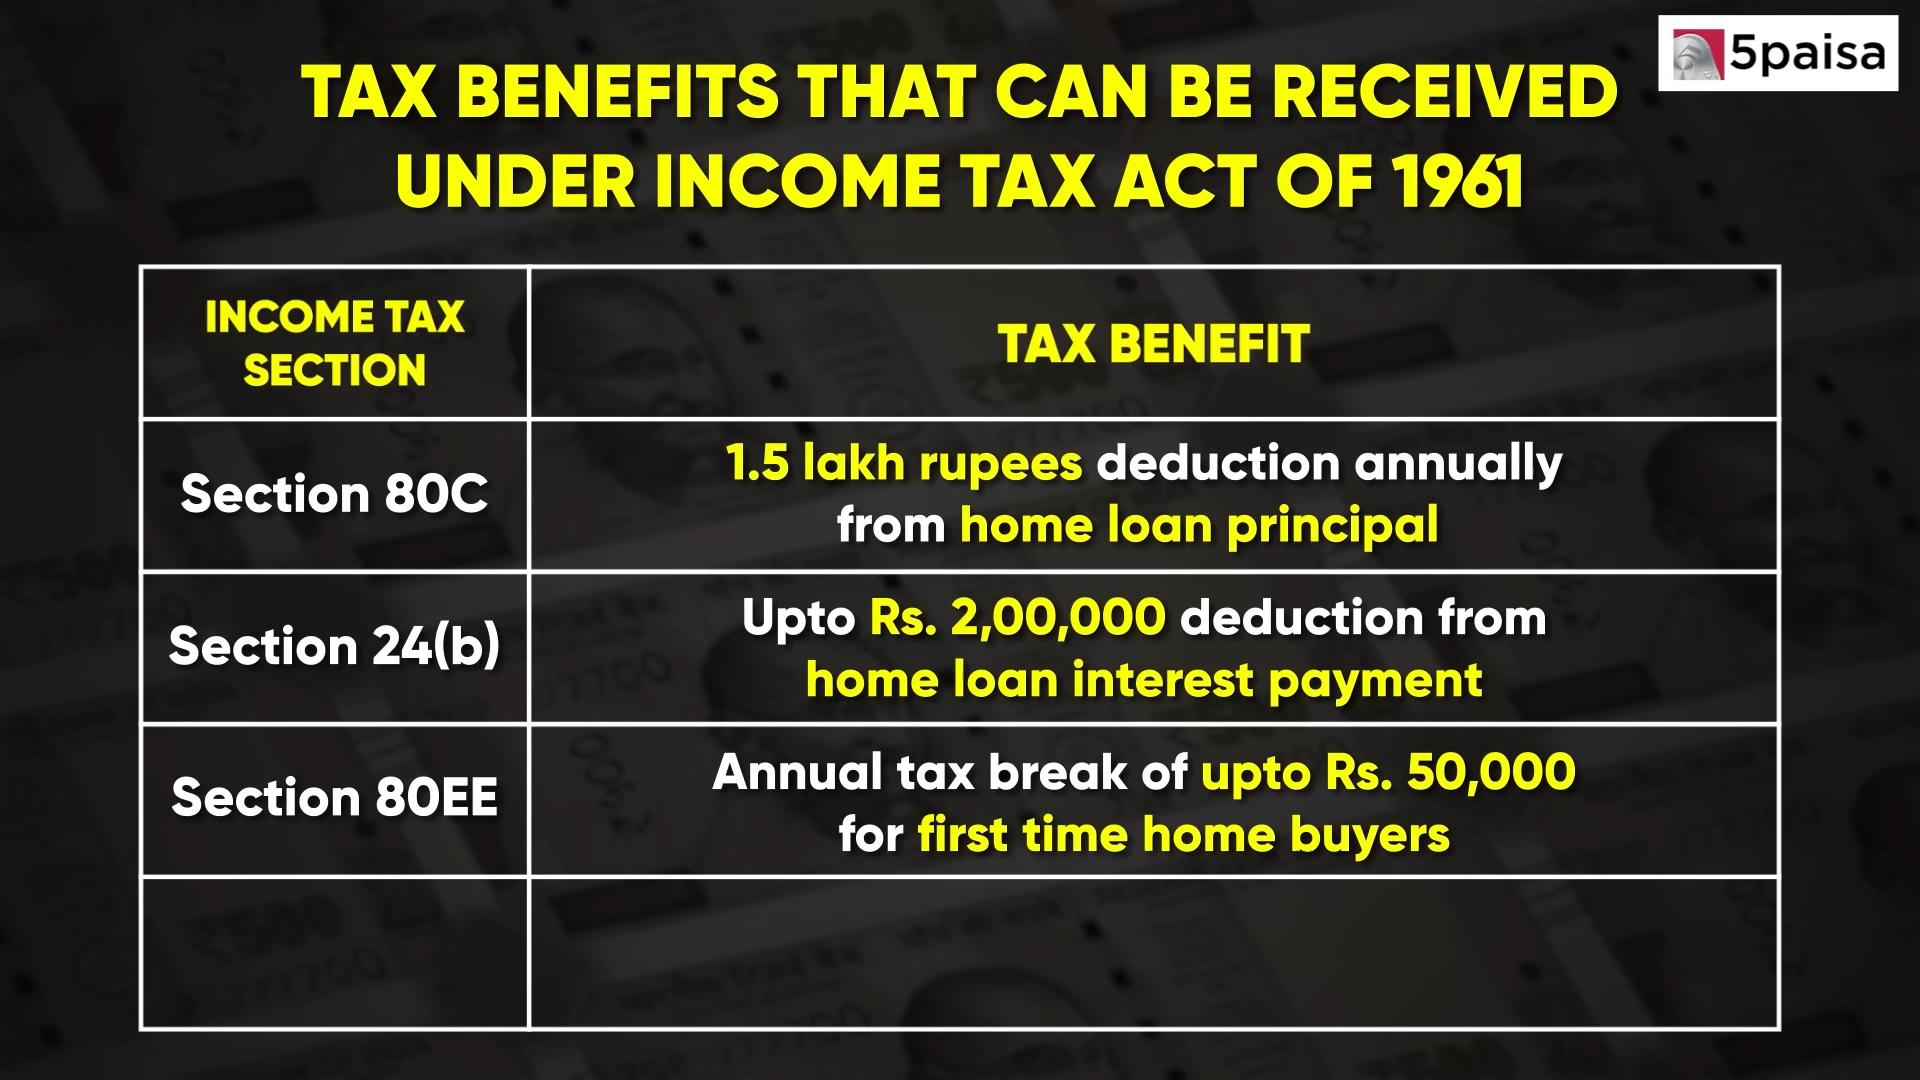 5paisa
TAX BENEFITS THAT CAN BE RECEIVED
UNDER INCOME TAX ACT OF 1961
INCOME TAX
SECTION
TAX BENEFIT
Section 80C
1.5 lakh rupees deduction annually
from home loan principal
Section 24(b)
Upto Rs. 2,00,000 deduction from
home loan interest payment
Section 80EE
Annual tax break of upto Rs. 50,000
for first time home buyers